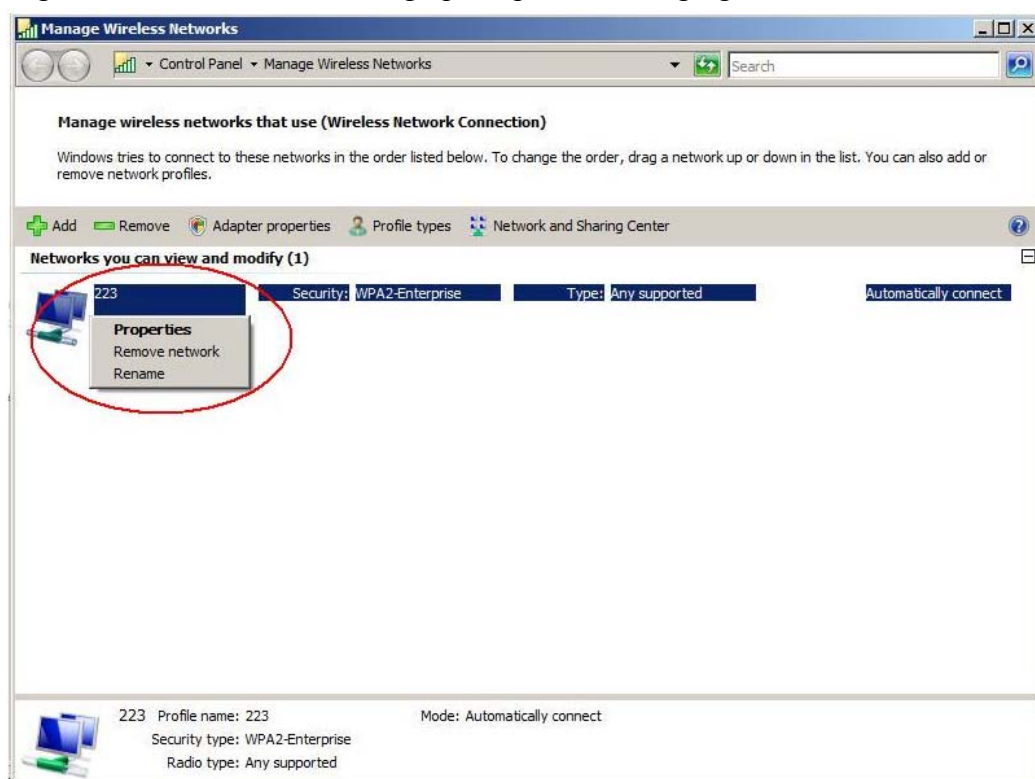 Manage Wireless Networks
Control Panel Manage Wireless Networks
Search
Manage wireless networks that use (Wireless Network Connection)
Windows tries to connect to these networks in the order listed below. To change the order, drag a network up or down in the list. You can also add or
remove network profiles.
Add Remove Adapter properties Profile types Network and Sharing Center
Networks you can view and modify (1)
223 Security: WPA2-Enterprise Type: Any supported Automatically connect
Properties
Remove network
Rename
223 Profile name: 223 Mode: Automatically connect
Security type: WPA2-Enterprise
Radio type: Any supported